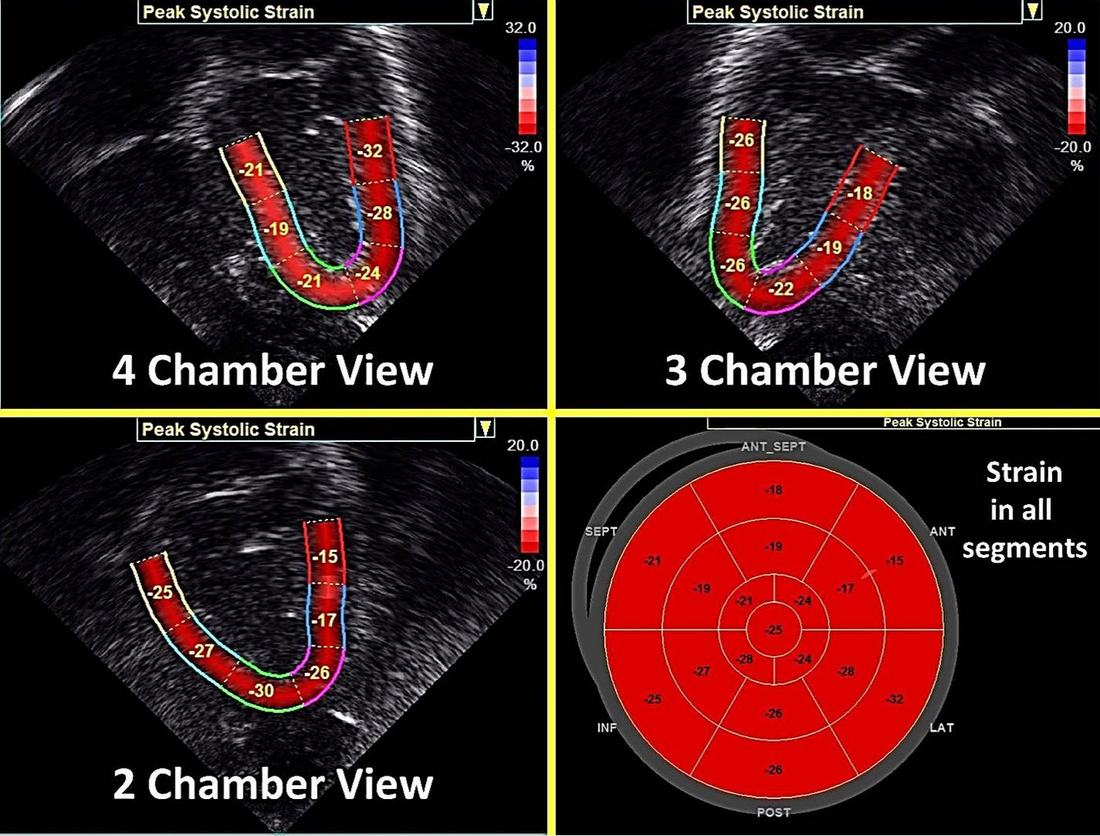 Peak Systolic Strain
32.0
-32.0
%
-21
-19
-21
-24
-28
-32
4 Chamber View
Peak Systolic Strain
20.0
-20.0
%
-26
-26
-26
-22
-19
-18
3 Chamber View
Peak Systolic Strain
20.0
-20.0
%
-25
-27
-30
-26
-17
-15
2 Chamber View
Peak Systolic Strain
Strain
in all
segments
ANT_SEPT
SEPT
ANT
INF
LAT
POST
-18
-21
-15
-19
-19
-17
-21
-24
-25
-28
-24
-27
-28
-25
-32
-26
-26